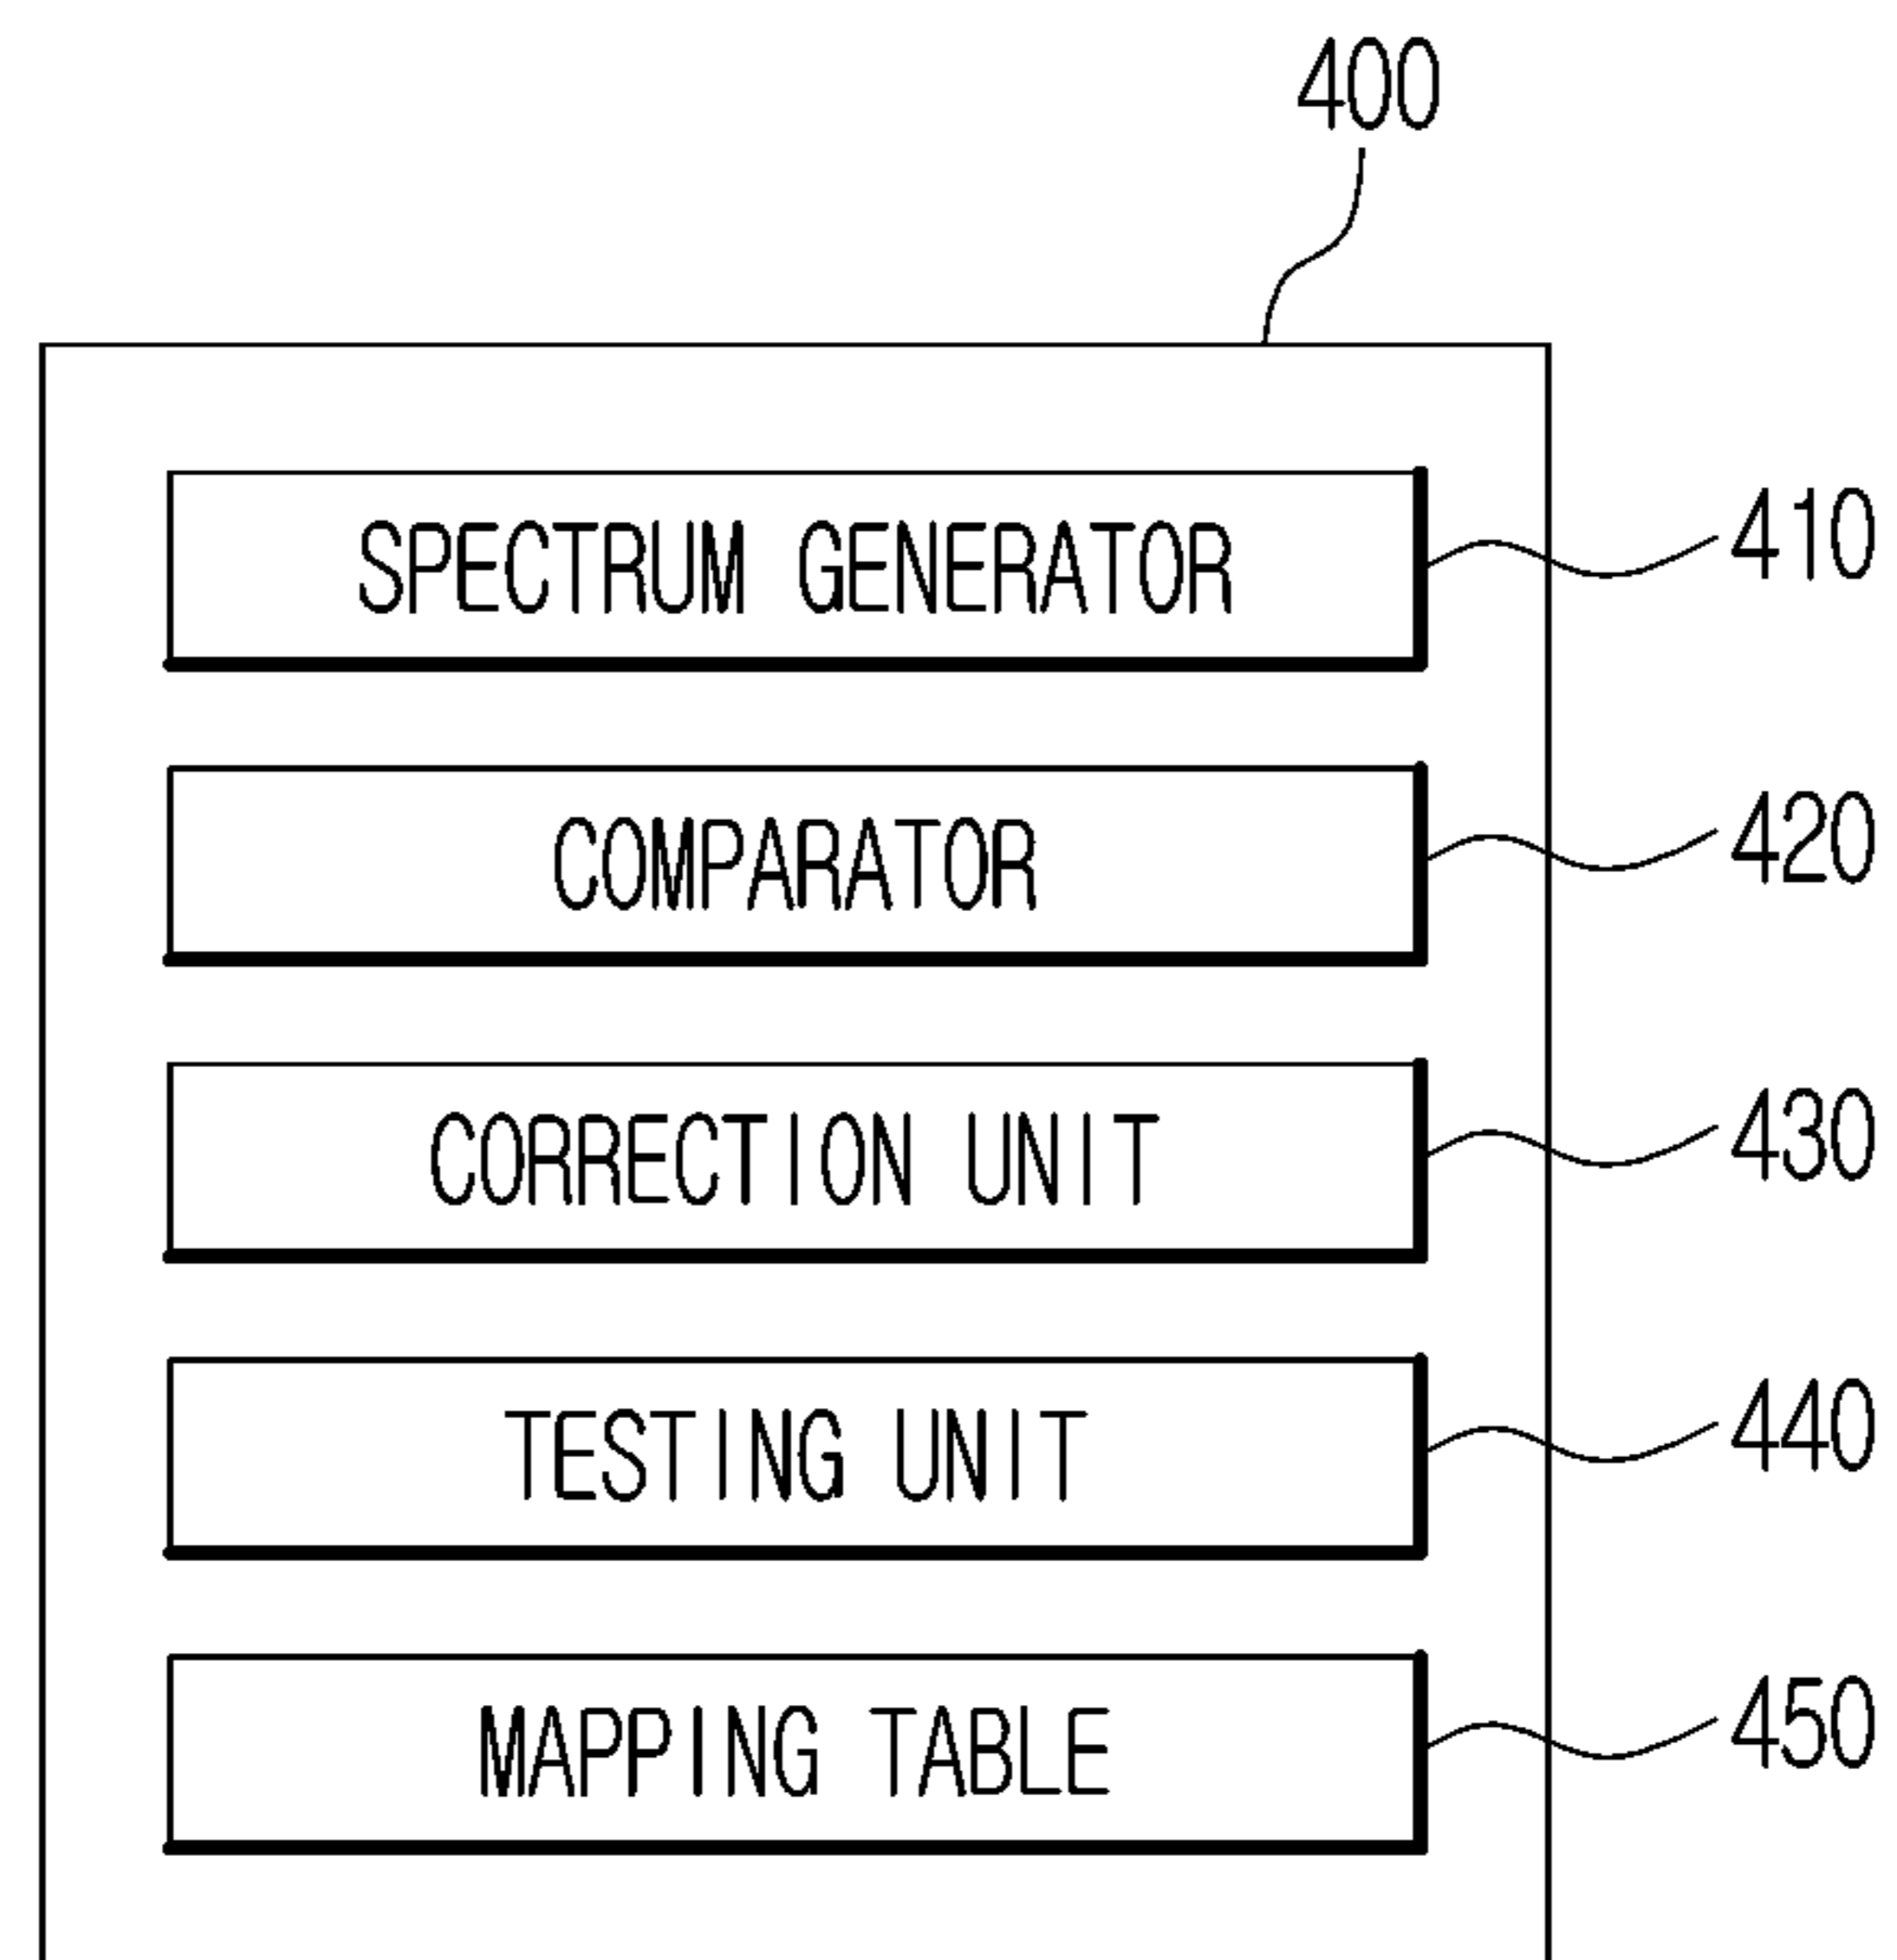 400
SPECTRUM GENERATOR
410
COMPARATOR
420
CORRECTION UNIT
430
TESTING UNIT
440
MAPPING TABLE
450